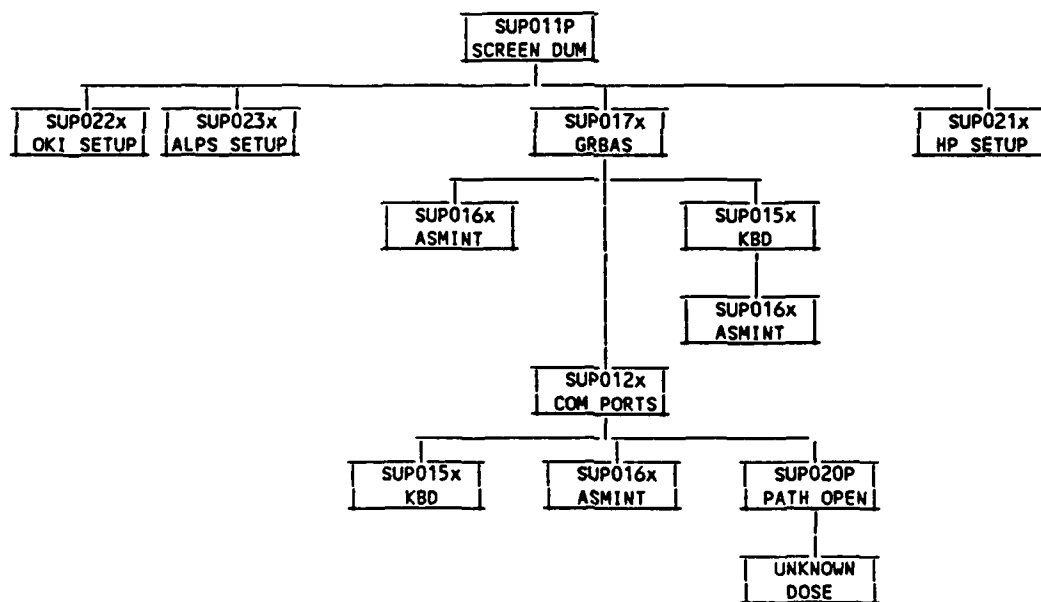 SUP011P
SCREEN DUM
SUP022x
OKI SETUP
SUP023x
ALPS SETUP
SUP017x
GRBAS
SUP021x
HP SETUP
SUP016x
ASMINT
SUP015x
KBD
SUP016x
ASMINT
SUP012x
COM PORTS
SUP015x
KBD
SUP016x
ASMINT
SUP020P
PATH OPEN
UNKNOWN
DOSE